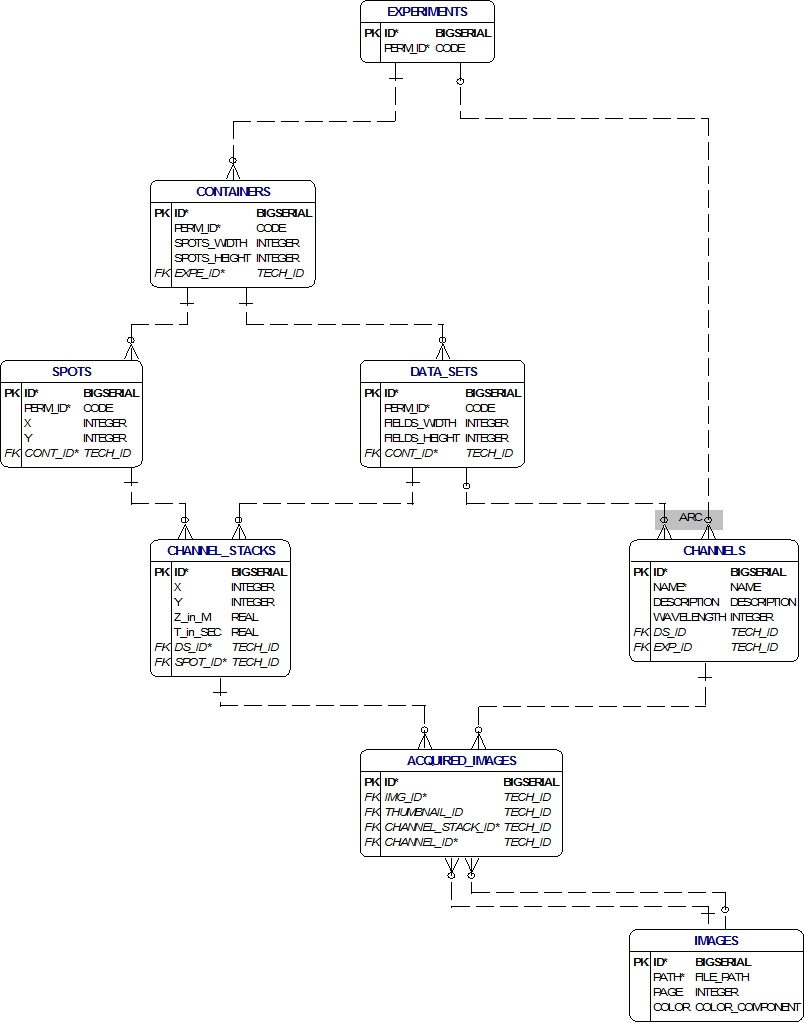 EXPERIMENTS
PK ID* BIGSERIAL
PERM_ID* CODE
CONTAINERS
PK ID* BIGSERIAL
PERM_ID* CODE
SPOTS_WIDTH INTEGER
SPOTS_HEIGHT INTEGER
FK EXPE_ID* TECH_ID
SPOTS
PK ID* BIGSERIAL
PERM_ID* CODE
X INTEGER
Y INTEGER
FK CONT_ID* TECH_ID
DATA_SETS
PK ID* BIGSERIAL
PERM_ID* CODE
FIELDS_WIDTH INTEGER
FIELDS_HEIGHT INTEGER
FK CONT_ID* TECH_ID
ARC
CHANNEL_STACKS
PK ID* BIGSERIAL
X INTEGER
Y INTEGER
Z_in_M REAL
T_in_SEC REAL
FK DS_ID* TECH_ID
FK SPOT_ID* TECH_ID
CHANNELS
PK ID* BIGSERIAL
NAME* NAME
DESCRIPTION DESCRIPTION
WAVELENGTH INTEGER
FK DS_ID TECH_ID
FK EXP_ID TECH_ID
ACQUIRED_IMAGES
PK ID* BIGSERIAL
FK IMG_ID* TECH_ID
FK THUMBNAIL_ID TECH_ID
FK CHANNEL_STACK_ID* TECH_ID
FK CHANNEL_ID* TECH_ID
IMAGES
PK ID* BIGSERIAL
PATH* FILE_PATH
PAGE INTEGER
COLOR COLOR_COMPONENT